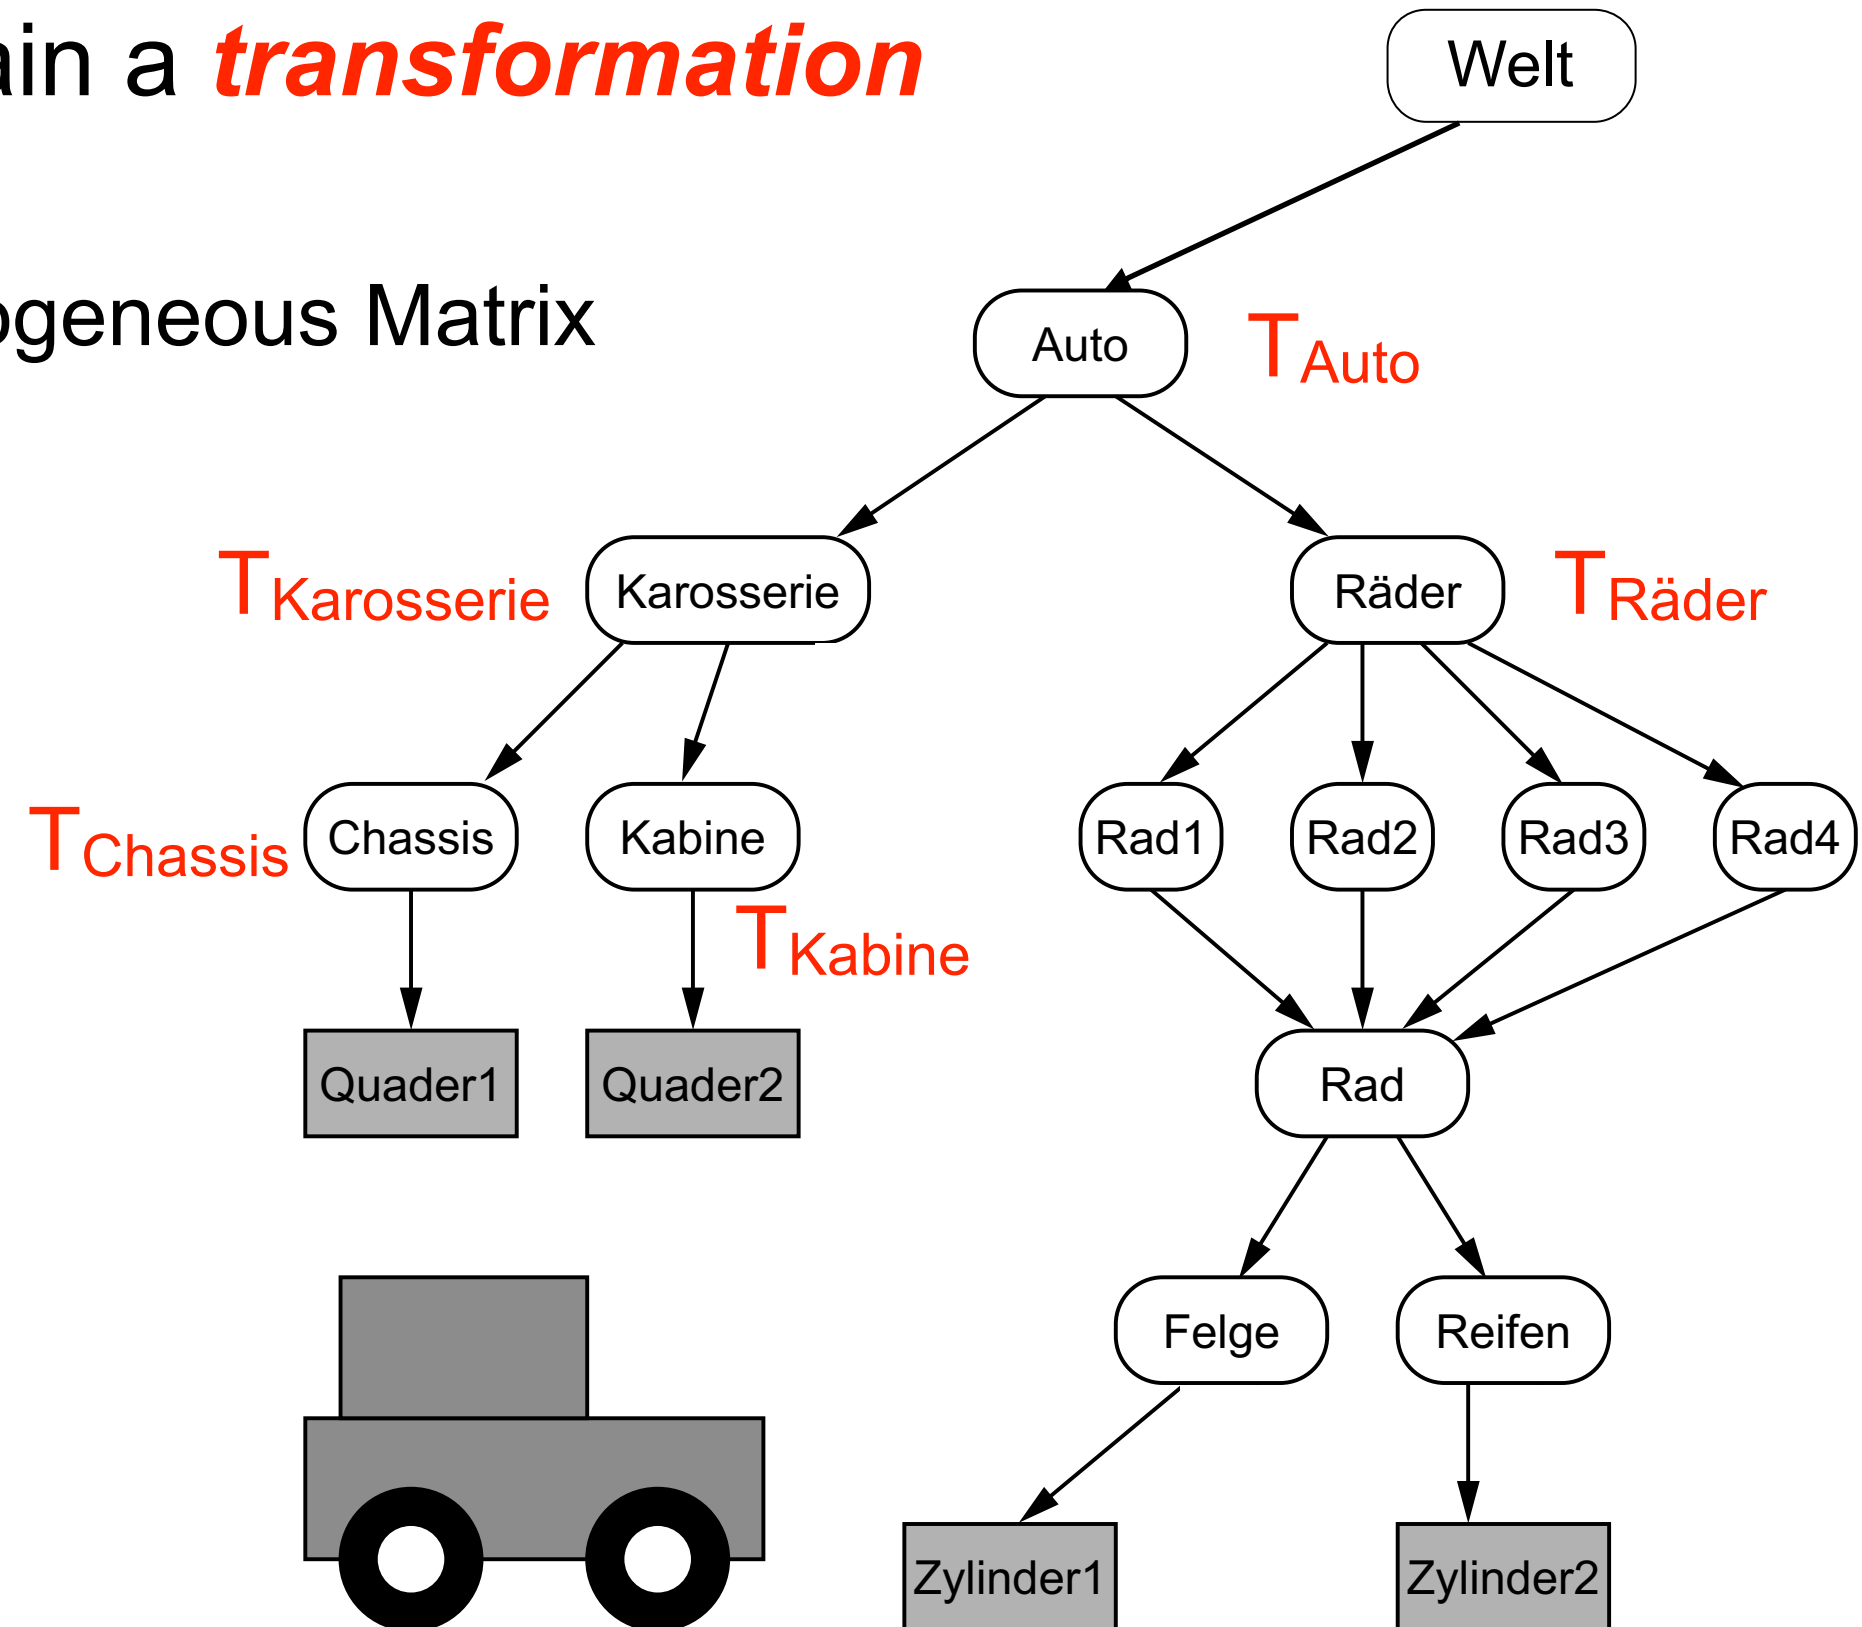 ain a transformation
Welt
ogeneous Matrix
Auto
TAuto
TKarosserie
Karosserie
Räder
TRäder
TChassis
Chassis
Kabine
Rad1
Rad2
Rad3
Rad4
TKabine
Quader1
Quader2
Rad
Felge
Reifen
Zylinder1
Zylinder2